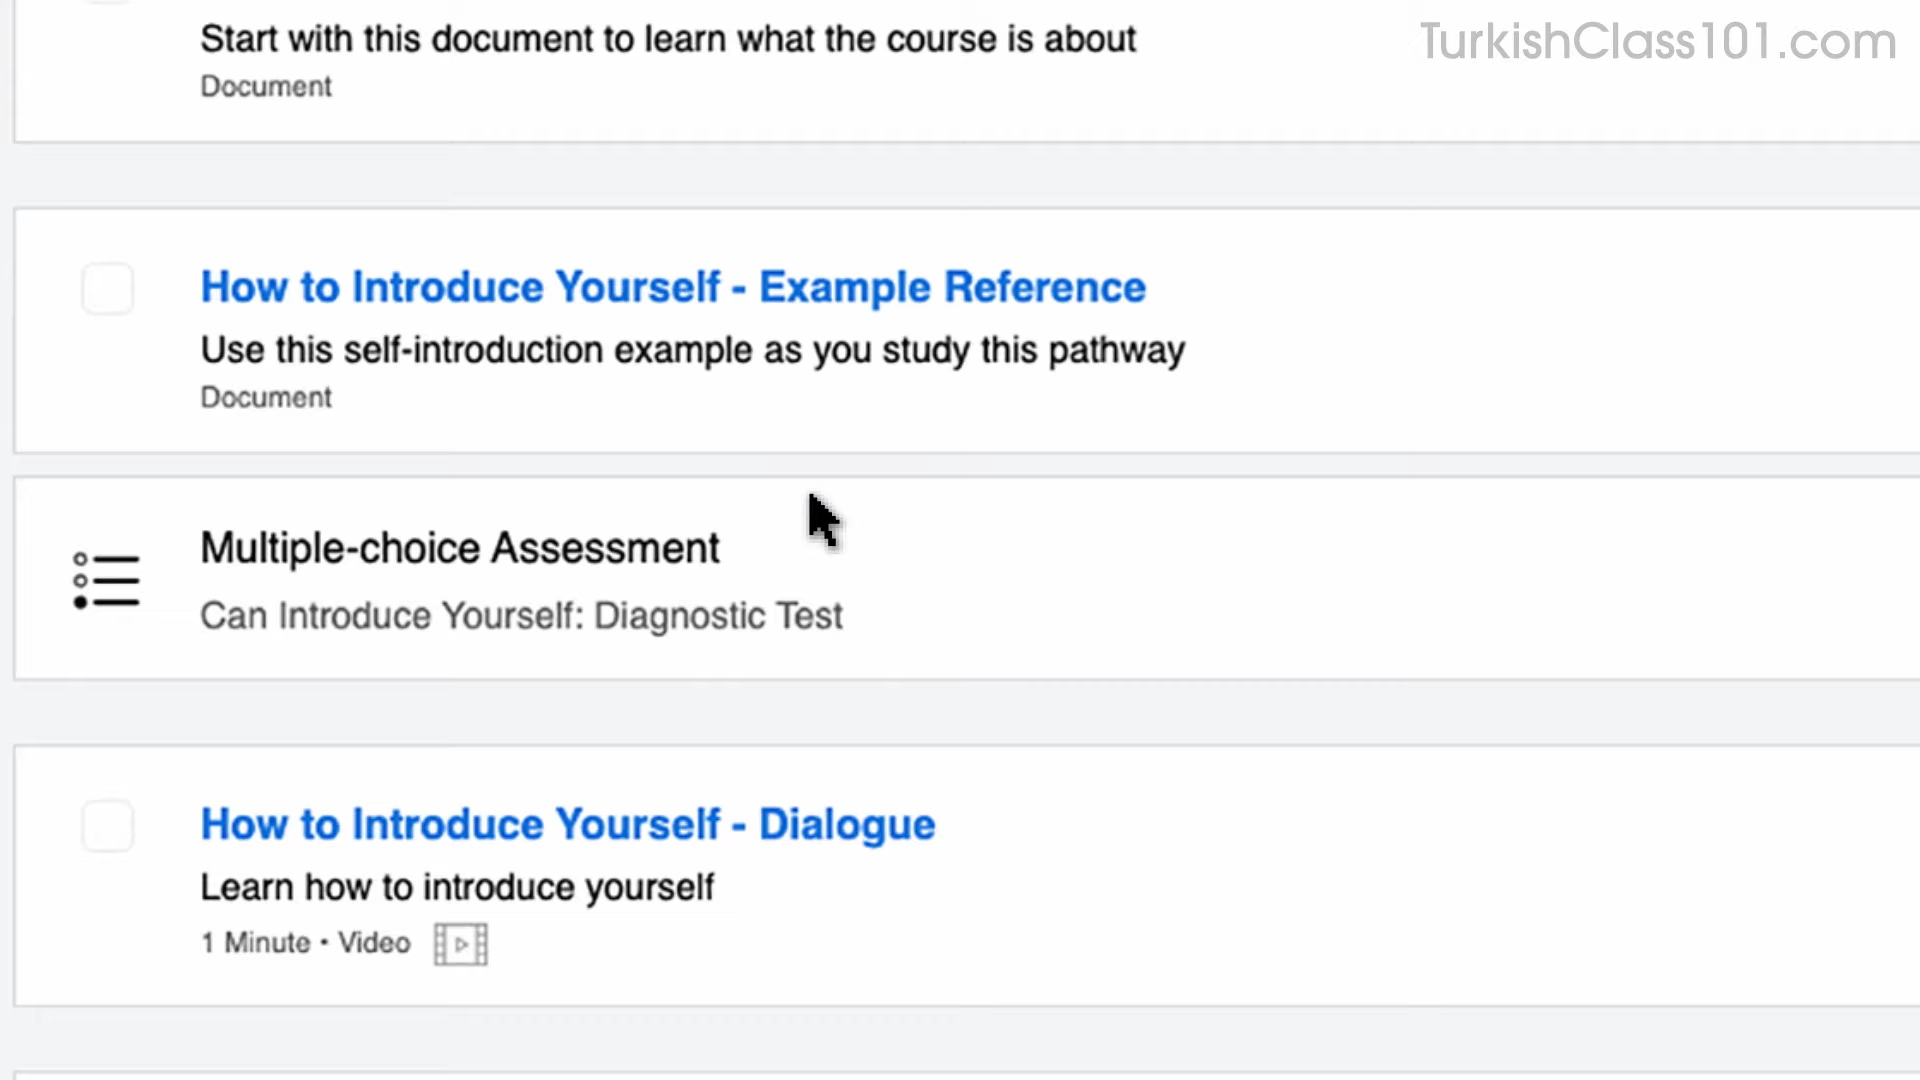 TurkishClass101.com
Start with this document to learn what the course is about
Document
How to Introduce Yourself - Example Reference
Use this self-introduction example as you study this pathway
Document
Multiple-choice Assessment
Can Introduce Yourself: Diagnostic Test
How to Introduce Yourself - Dialogue
Learn how to introduce yourself
1 Minute • Video